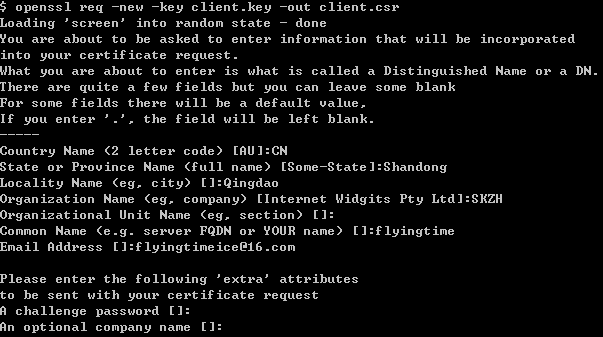 $ openssl req -new -key client.key -out client.csr
Loading 'screen' into random state - done
You are about to be asked to enter information that will be incorporated
into your certificate request.
What you are about to enter is what is called a Distinguished Name or a DN.
There are quite a few fields but you can leave some blank
For some fields there will be a default value,
If you enter '.', the field will be left blank.
-----
Country Name (2 letter code) [AU]:CN
State or Province Name (full name) [Some-State]:Shandong
Locality Name (eg, city) []:Qingdao
Organization Name (eg, company) [Internet Widgits Pty Ltd]:SKZH
Organizational Unit Name (eg, section) []:
Common Name (e.g. server FQDN or YOUR name) []:flyingtime
Email Address []:flyingtimeice@16.com
Please enter the following 'extra' attributes
to be sent with your certificate request
A challenge password []:
An optional company name []: